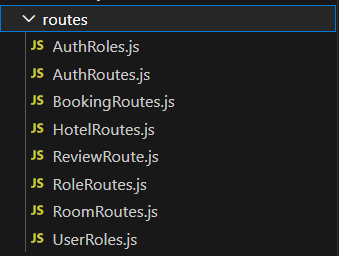 routes
JS AuthRoles.js
JS AuthRoutes.js
JS BookingRoutes.js
JS HotelRoutes.js
JS ReviewRoute.js
JS RoleRoutes.js
JS RoomRoutes.js
JS UserRoles.js